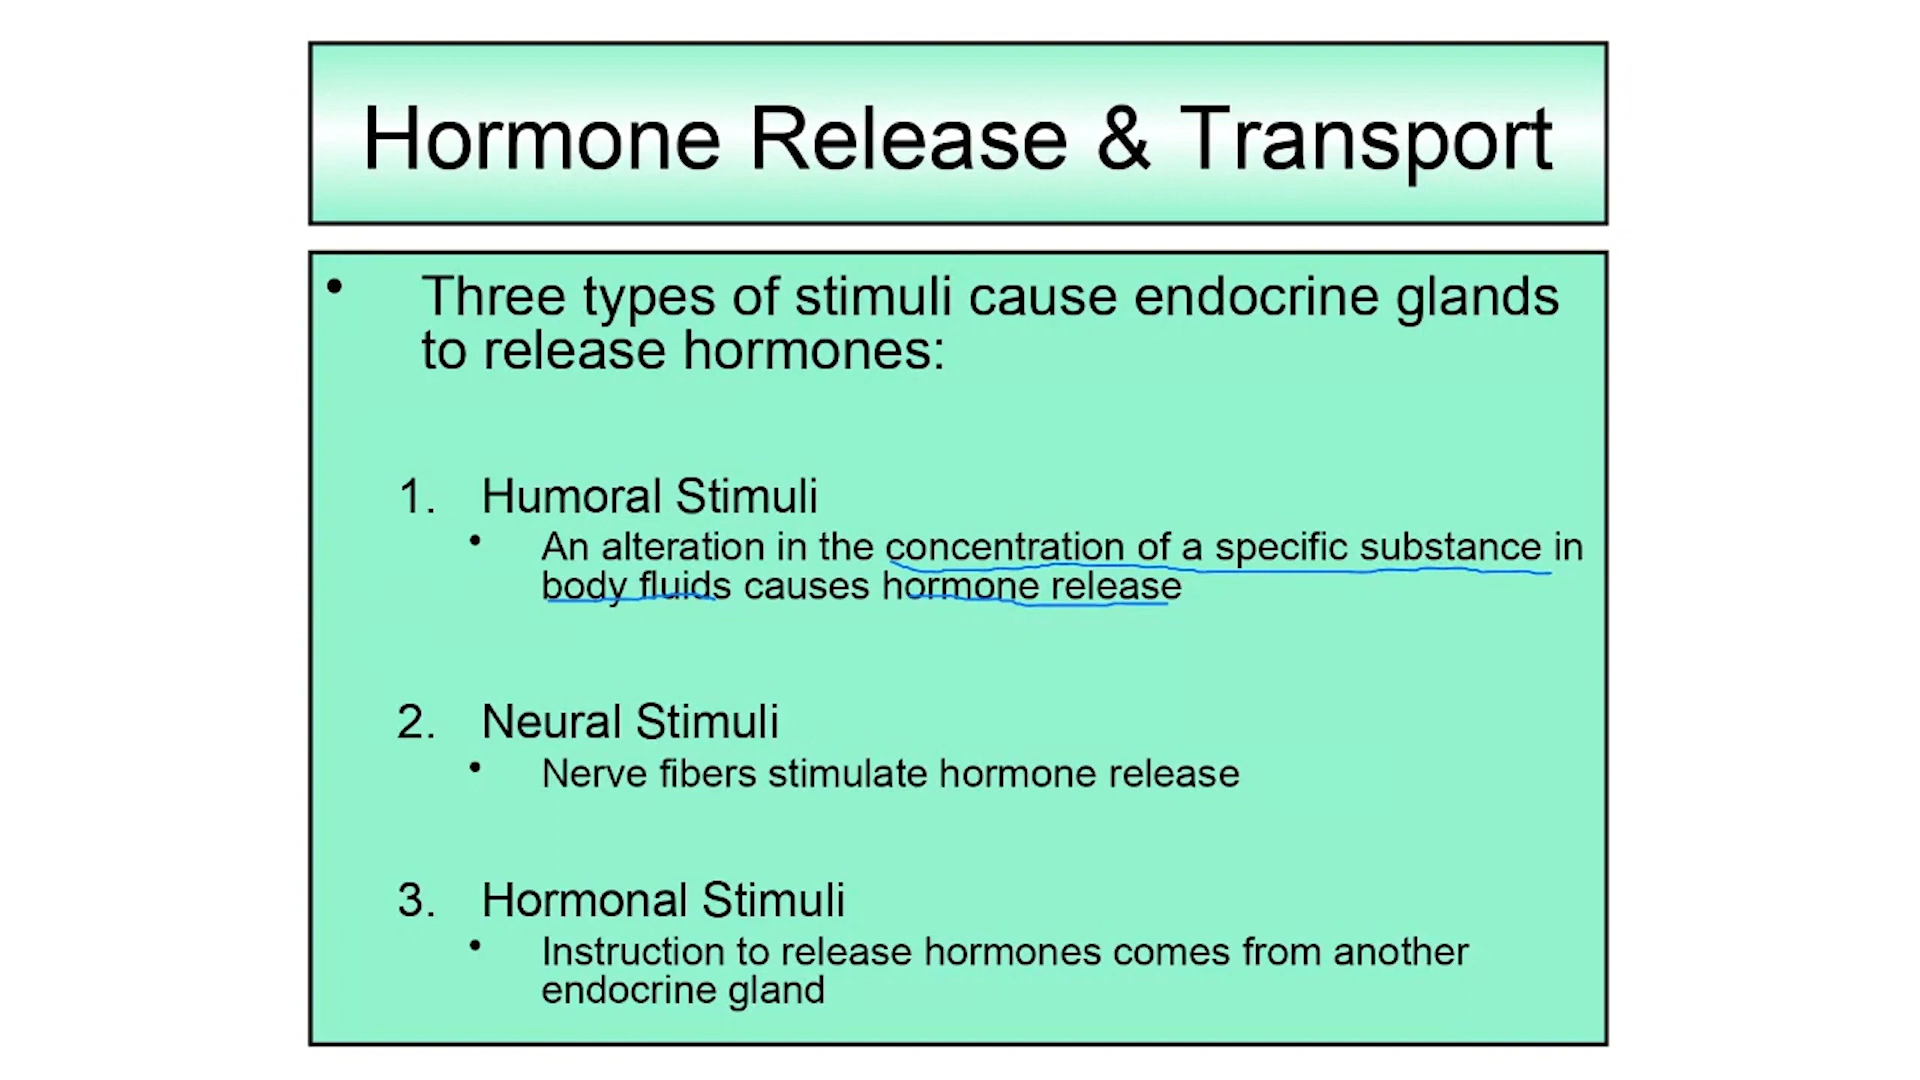 Hormone Release & Transport
• Three types of stimuli cause endocrine glands
to release hormones:
1. Humoral Stimuli
• An alteration in the concentration of a specific substance in
body fluids causes hormone release
2. Neural Stimuli
• Nerve fibers stimulate hormone release
3. Hormonal Stimuli
• Instruction to release hormones comes from another
endocrine gland